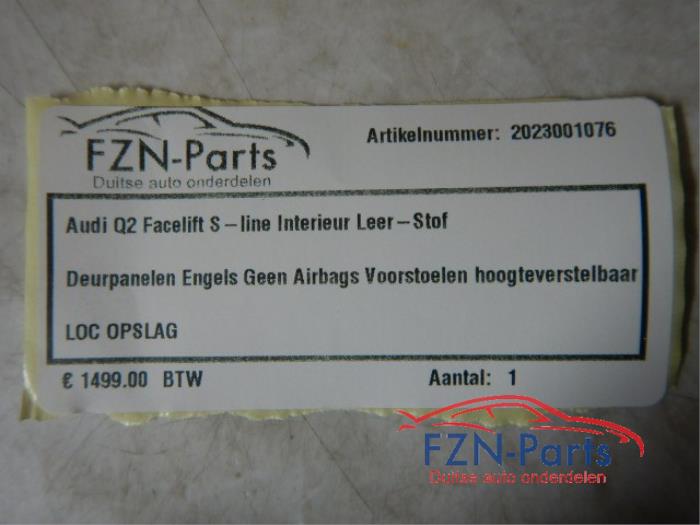 FZN-Parts
Duitse auto onderdelen
Artikelnummer: 2023001076
Audi Q2 Facelift S-line Interieur Leer-Stof
Deurpanelen Engels Geen Airbags Voorstoelen hoogteverstelbaar
LOC OPSLAG
€ 1499.00 BTW
Aantal: 1
FZN-Parts
Duitse auto onderdelen